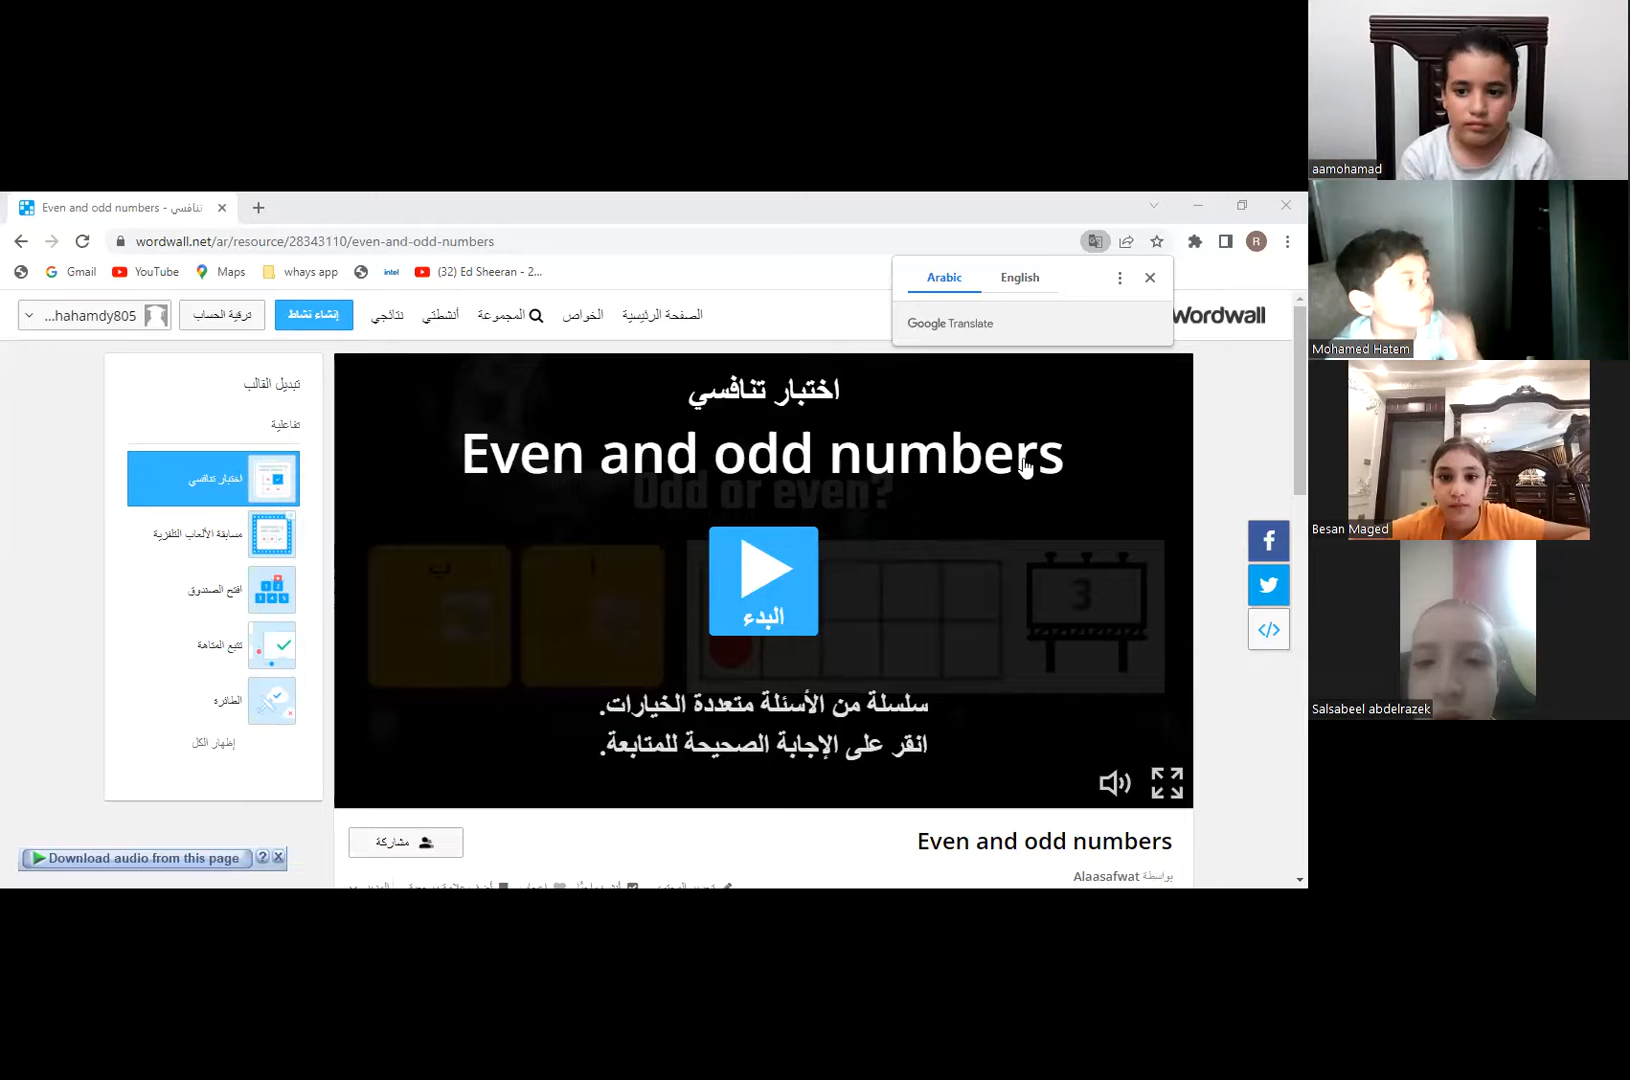 Even and odd numbers - تنافسي
wordwall.net/ar/resource/28343110/even-and-odd-numbers
Gmail
YouTube
Maps
whays app
intel
(32) Ed Sheeran - 2...
Arabic
English
Google Translate
...hahamdy805
ترقية الحساب
إنشاء نشاط
نتائجي
أنشطتي
المجموعة
الخواص
الصفحة الرئيسية
Wordwall
تبديل القالب
تفاعلية
اختبار تنافسي
مسابقة الألعاب التلفزية
افتح الصندوق
تتبع المتاهة
الطائرة
إظهار الكل
اختبار تنافسي
Even and odd numbers
Odd or even?
ب
أ
3
البدء
سلسلة من الأسئلة متعددة الخيارات.
انقر على الإجابة الصحيحة للمتابعة.
مشاركة
Even and odd numbers
بواسطة Alaasafwat
Download audio from this page
aamohamad
Mohamed Hatem
Besan Maged
Salsabeel abdelrazek